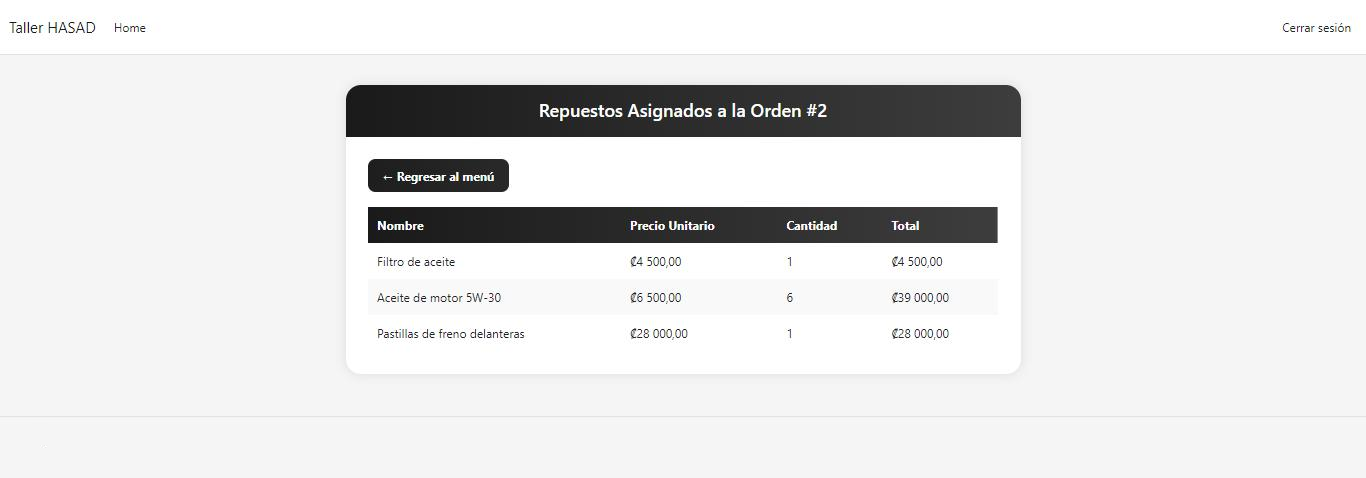 Taller HASAD Home Cerrar sesión
Repuestos Asignados a la Orden #2
← Regresar al menú
Nombre Precio Unitario Cantidad Total
Filtro de aceite ₡4 500,00 1 ₡4 500,00
Aceite de motor 5W-30 ₡6 500,00 6 ₡39 000,00
Pastillas de freno delanteras ₡28 000,00 1 ₡28 000,00